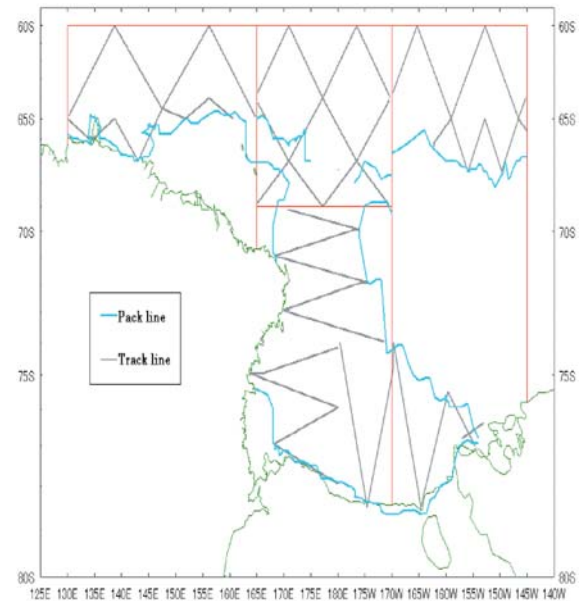 60S 60S
65S 65S
70S 70S
Pack line
Track line
75S 75S
80S 80S
125E 130E 135E 140E 145E 150E 155E 160E 165E 170E 175E 180E 175W 170W 165W 160W 155W 150W 145W 140W